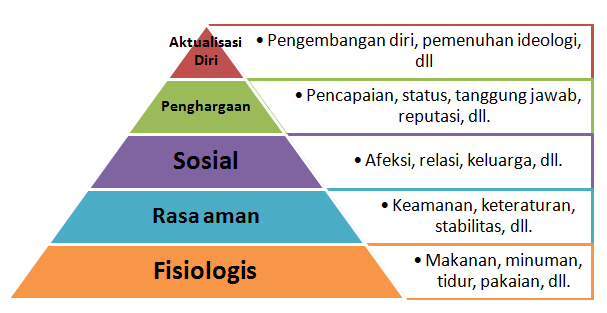 Aktualisasi
Diri
• Pengembangan diri, pemenuhan ideologi,
dll
Penghargaan
• Pencapaian, status, tanggung jawab,
reputasi, dll.
Sosial
• Afeksi, relasi, keluarga, dll.
Rasa aman
• Keamanan, keteraturan,
stabilitas, dll.
Fisiologis
• Makanan, minuman,
tidur, pakaian, dll.